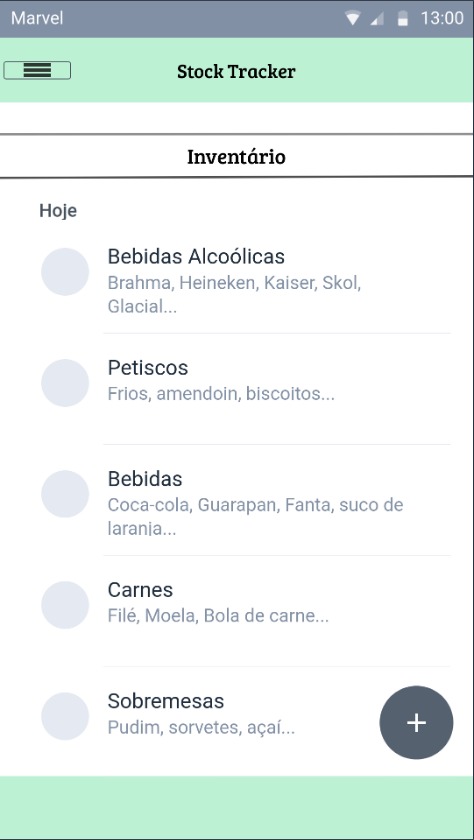 Marvel
13:00
Stock Tracker
Inventário
Hoje
Bebidas Alcoólicas
Brahma, Heineken, Kaiser, Skol,
Glacial...
Petiscos
Frios, amendoin, biscoitos...
Bebidas
Coca-cola, Guarapan, Fanta, suco de
laranja...
Carnes
Filé, Moela, Bola de carne...
Sobremesas
Pudim, sorvetes, açaí...
+